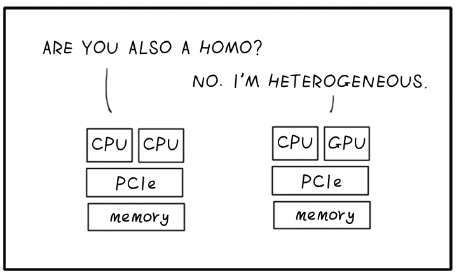 ARE YOU ALSO A HOMO?
NO. I'M HETEROGENEOUS.
CPU CPU
PCIe
memory
CPU GPU
PCIe
memory